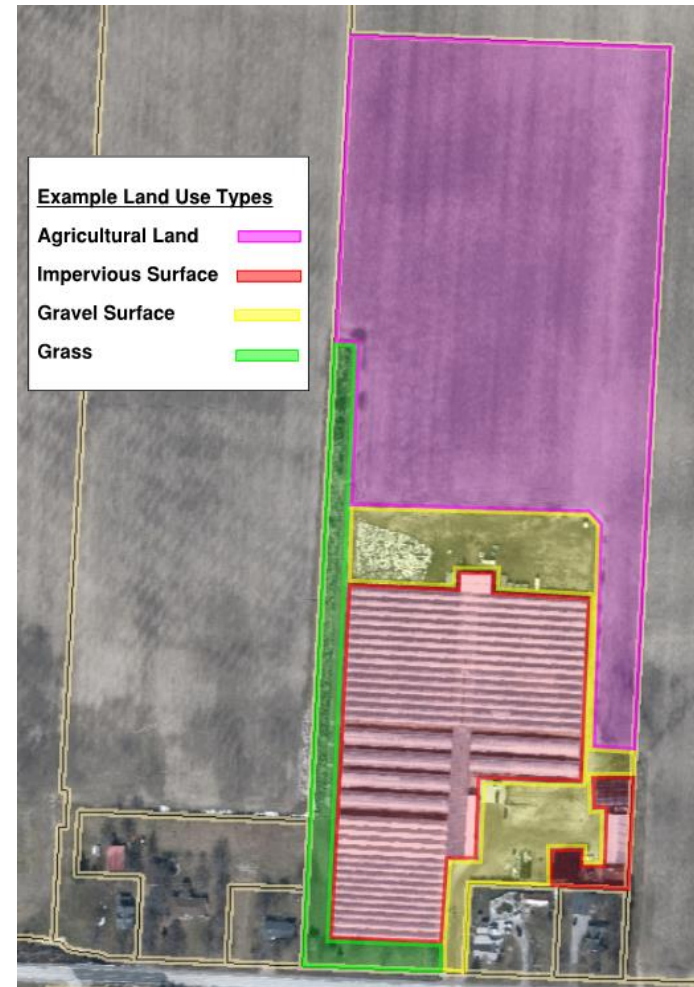 Example Land Use Types
Agricultural Land
Impervious Surface
Gravel Surface
Grass